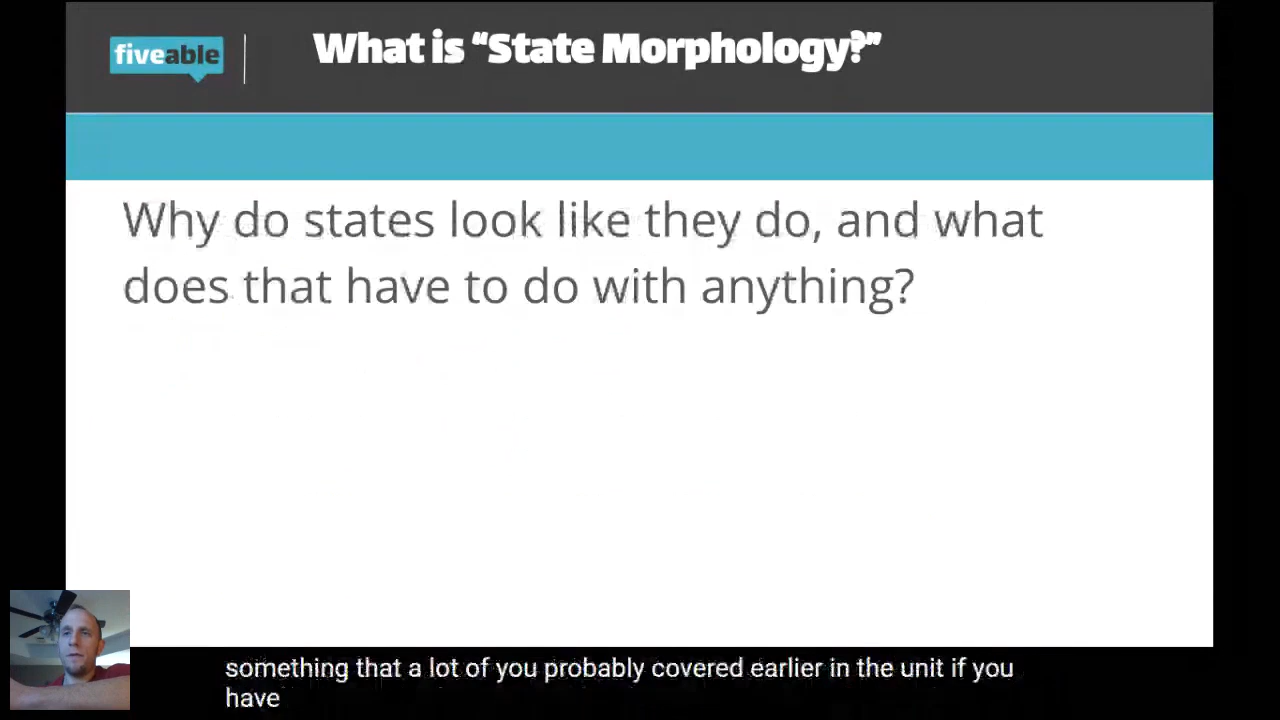 fiveable
What is “State Morphology?”
Why do states look like they do, and what
does that have to do with anything?
something that a lot of you probably covered earlier in the unit if you
have